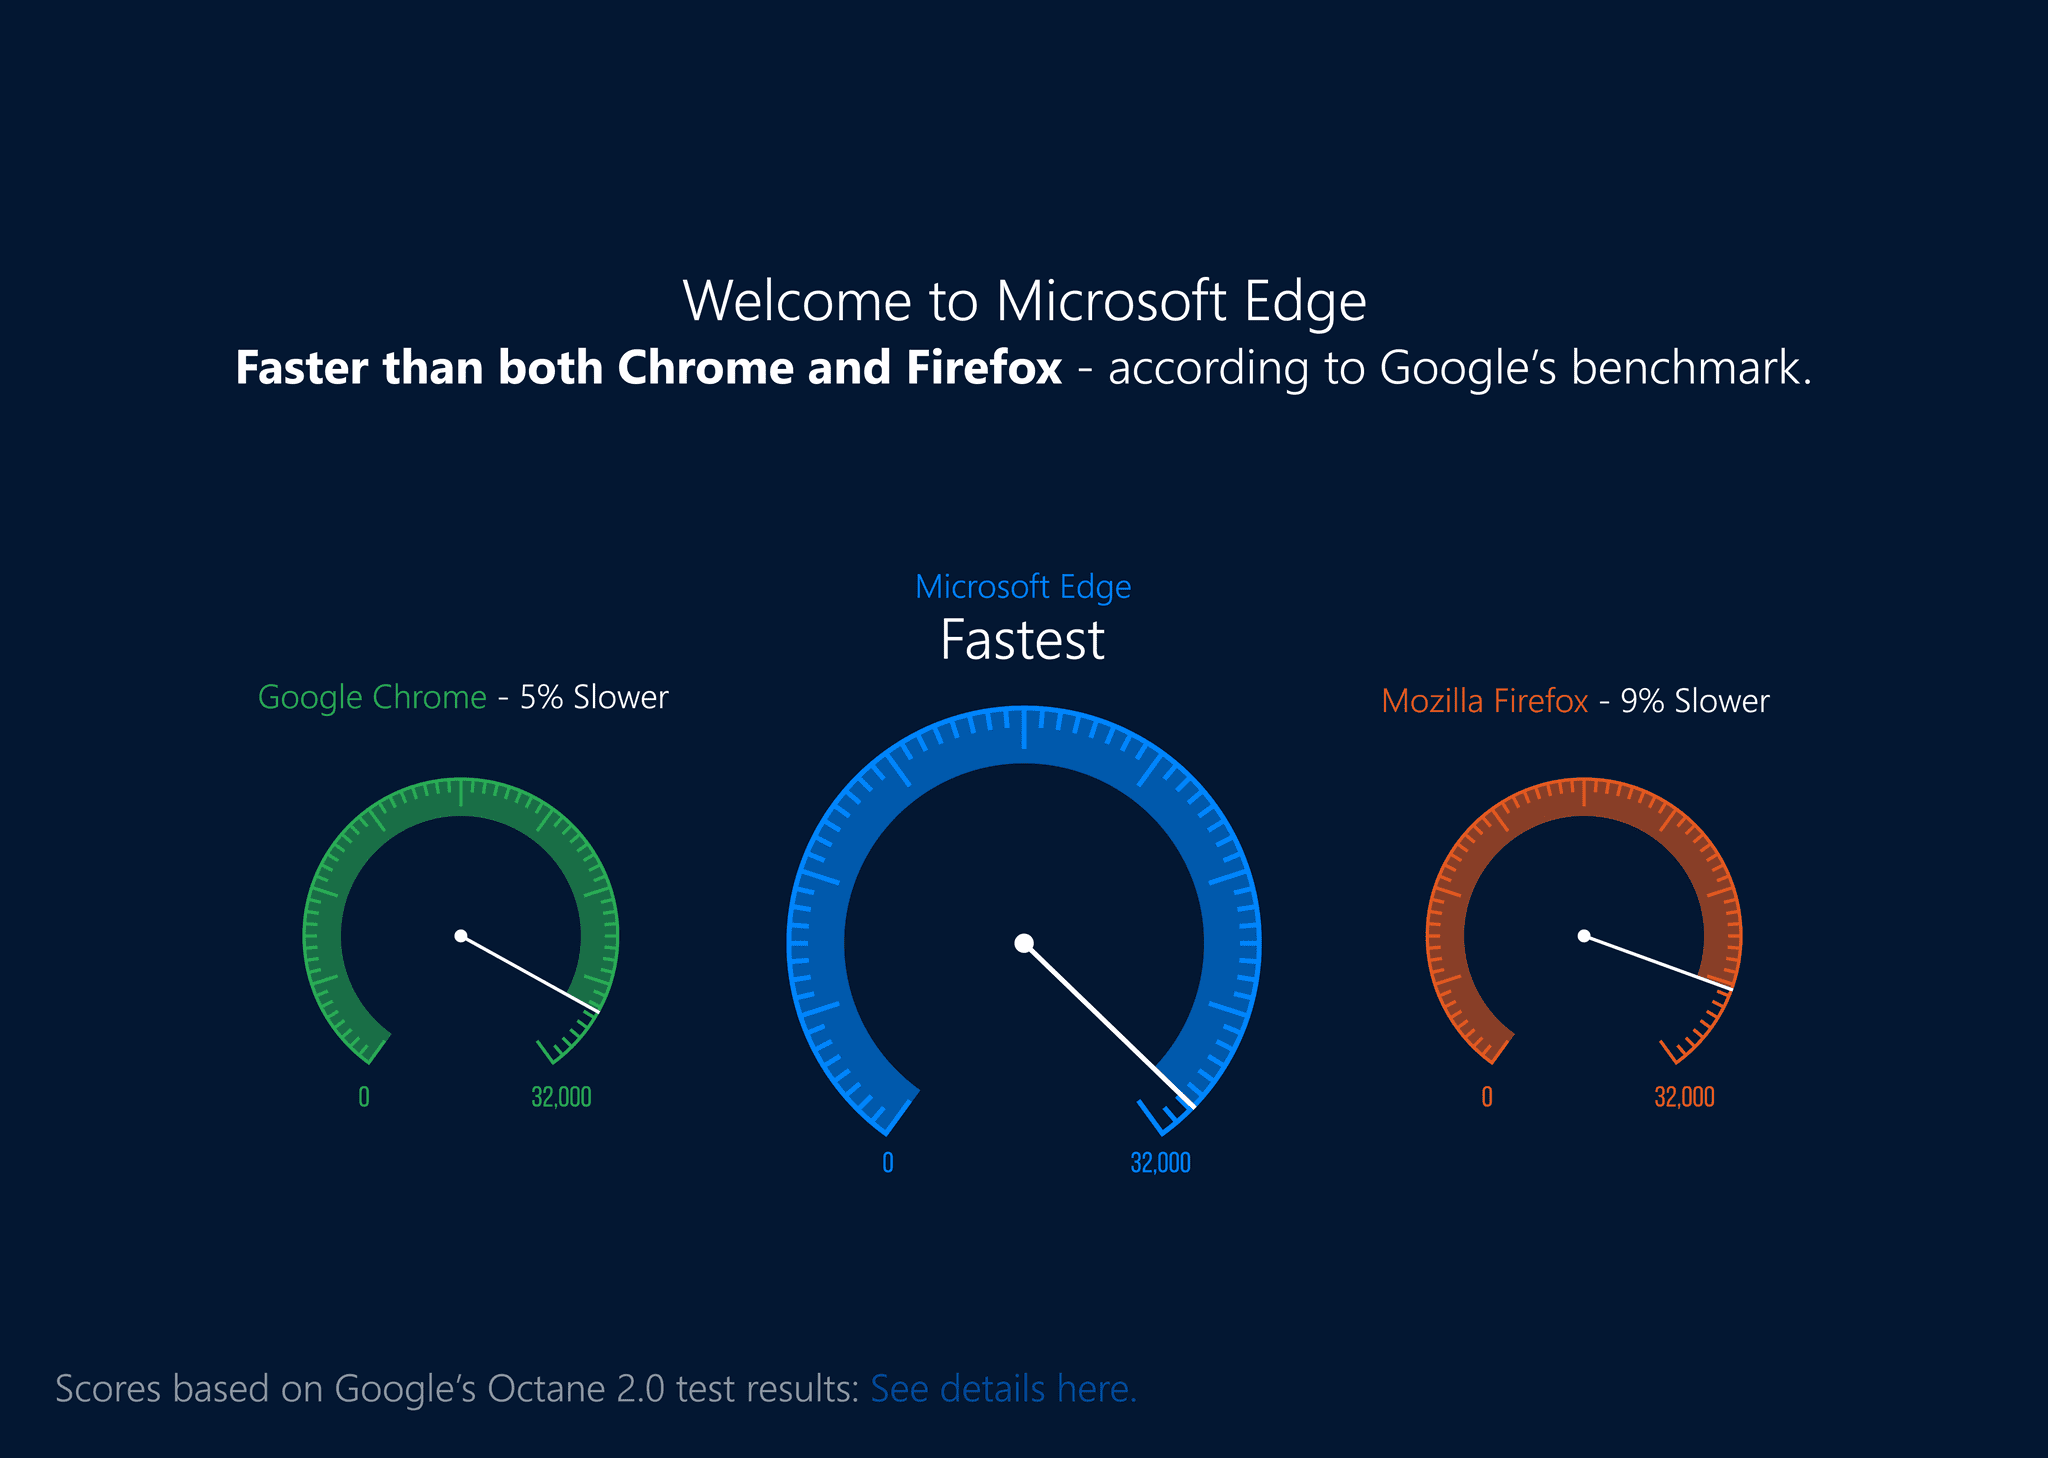 Welcome to Microsoft Edge
Faster than both Chrome and Firefox - according to Google’s benchmark.
Microsoft Edge
Fastest
Google Chrome - 5% Slower
Mozilla Firefox - 9% Slower
0
32,000
0
32,000
0
32,000
Scores based on Google’s Octane 2.0 test results: See details here.